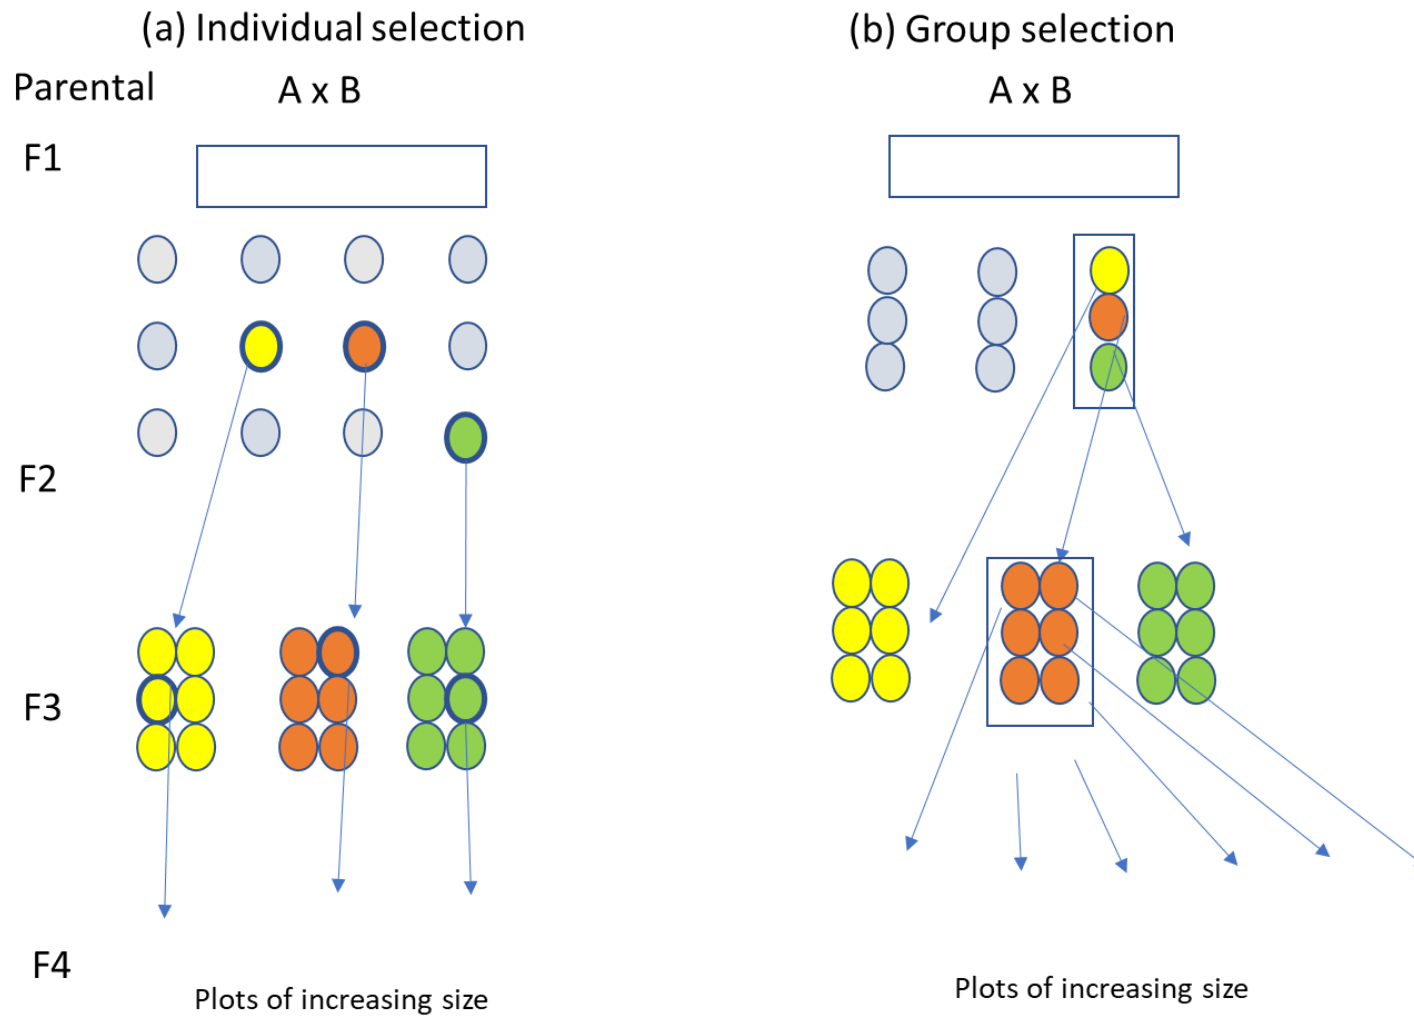 (a) Individual selection
(b) Group selection
Parental
A x B
A x B
F1
F2
F3
F4
Plots of increasing size
Plots of increasing size